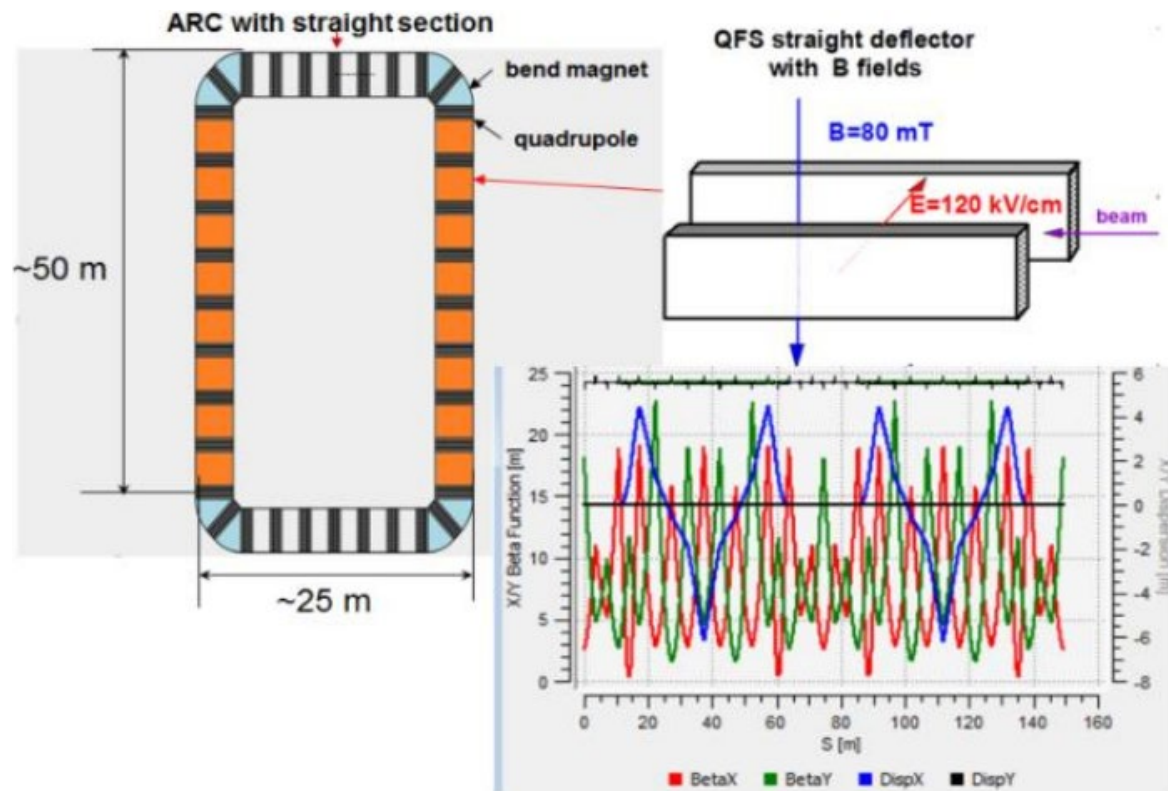 ARC with straight section
bend magnet
quadrupole
~50 m
~25 m
QFS straight deflector
with B fields
B=80 mT
E=120 kV/cm
beam
25
20
15
10
5
0
X/Y Beta Function [m]
6
4
2
0
-2
-4
-6
-8
X/Y Dispersion [m]
0 20 40 60 80 100 120 140 160
S [m]
BetaX BetaY DispX DispY